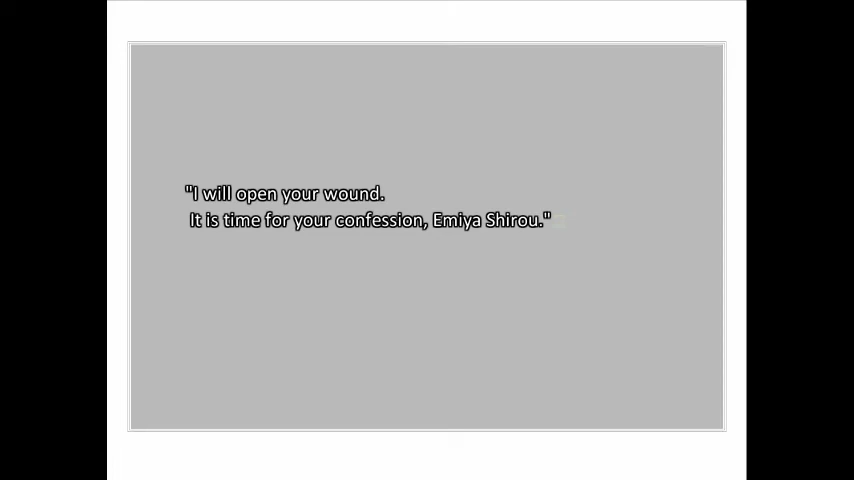 "I will open your wound.
It is time for your confession, Emiya Shirou."